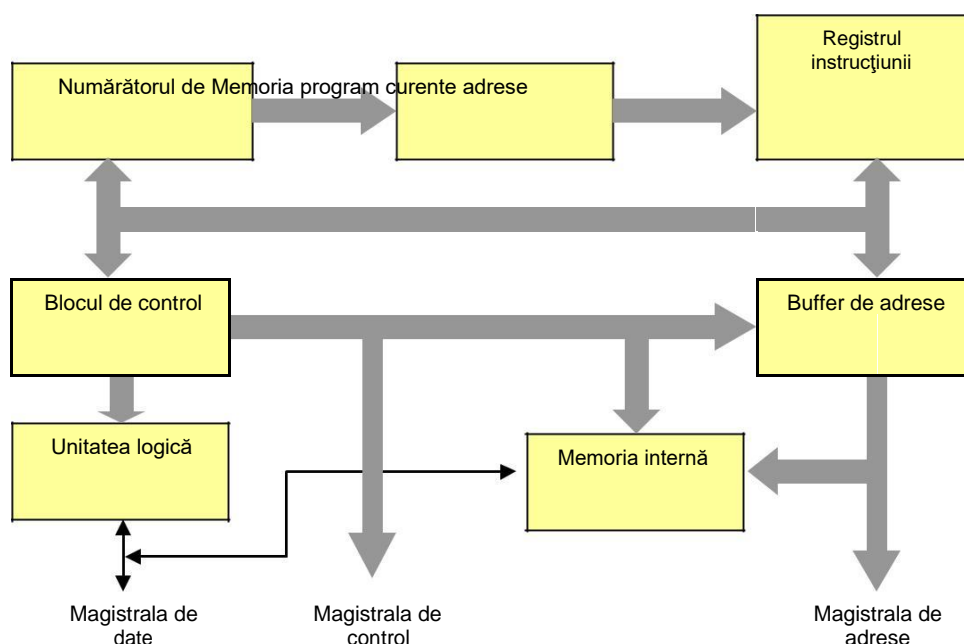 Registrul
instrucţiunii
Numărătorul de Memoria program curente adrese
Blocul de control
Buffer de adrese
Unitatea logică
Memoria internă
Magistrala de
date
Magistrala de
control
Magistrala de
adrese